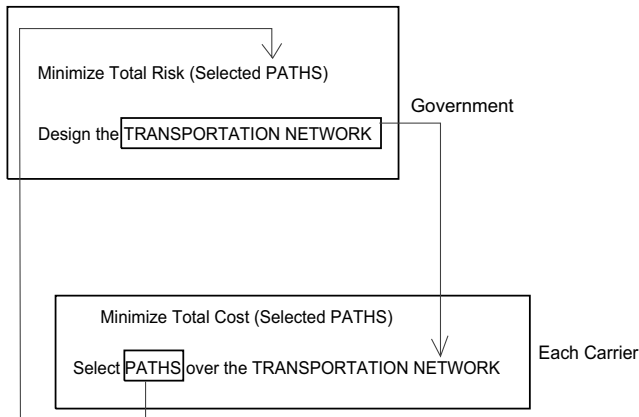 Minimize Total Risk (Selected PATHS)
Government
Design the TRANSPORTATION NETWORK
Minimize Total Cost (Selected PATHS)
Each Carrier
Select PATHS over the TRANSPORTATION NETWORK